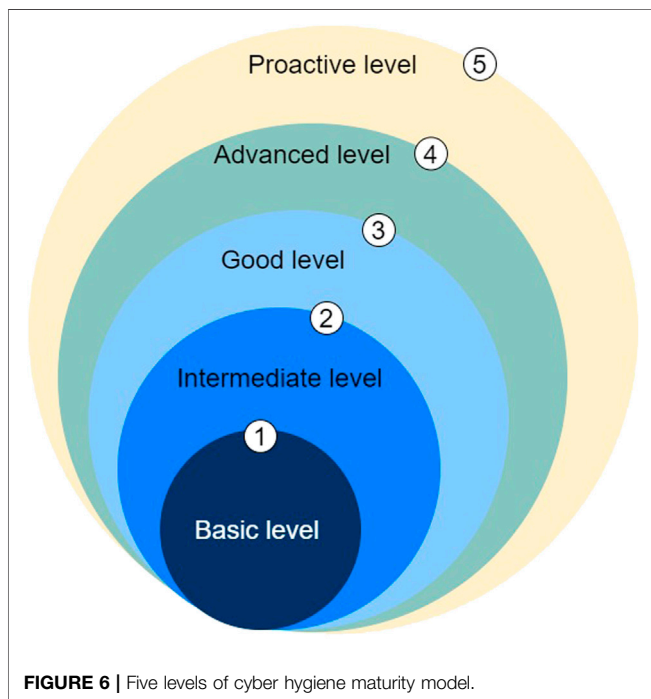 Proactive level 5
Advanced level 4
3
Good level
2
Intermediate level
1
Basic level
FIGURE 6 | Five levels of cyber hygiene maturity model.